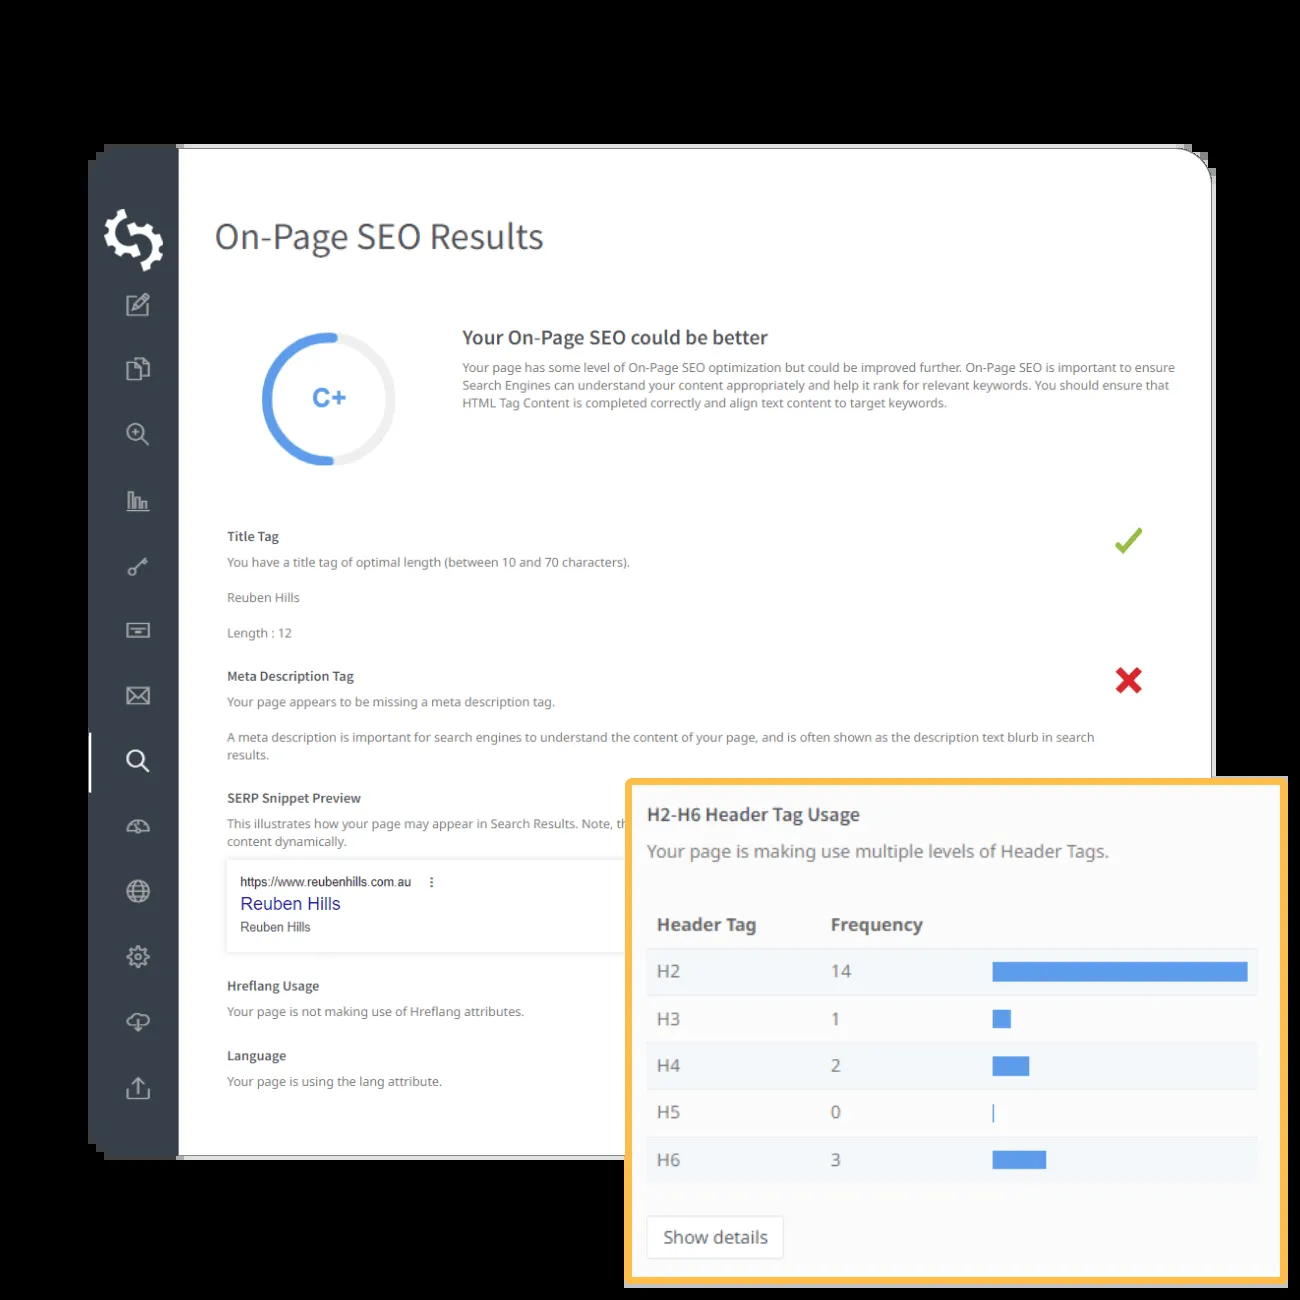 On-Page SEO Results
C+
Your On-Page SEO could be better
Your page has some level of On-Page SEO optimization but could be improved further. On-Page SEO is important to ensure
Search Engines can understand your content appropriately and help it rank for relevant keywords. You should ensure that
HTML Tag Content is completed correctly and align text content to target keywords.
Title Tag
You have a title tag of optimal length (between 10 and 70 characters).
Reuben Hills
Length : 12
Meta Description Tag
Your page appears to be missing a meta description tag.
A meta description is important for search engines to understand the content of your page, and is often shown as the description text blurb in search
results.
SERP Snippet Preview
This illustrates how your page may appear in Search Results. Note,
content dynamically.
https://www.reubenhills.com.au
Reuben Hills
Reuben Hills
Hreflang Usage
Your page is not making use of Hreflang attributes.
Language
Your page is using the lang attribute.
H2-H6 Header Tag Usage
Your page is making use multiple levels of Header Tags.
Header Tag Frequency
H2 14
H3 1
H4 2
H5 0
H6 3
Show details